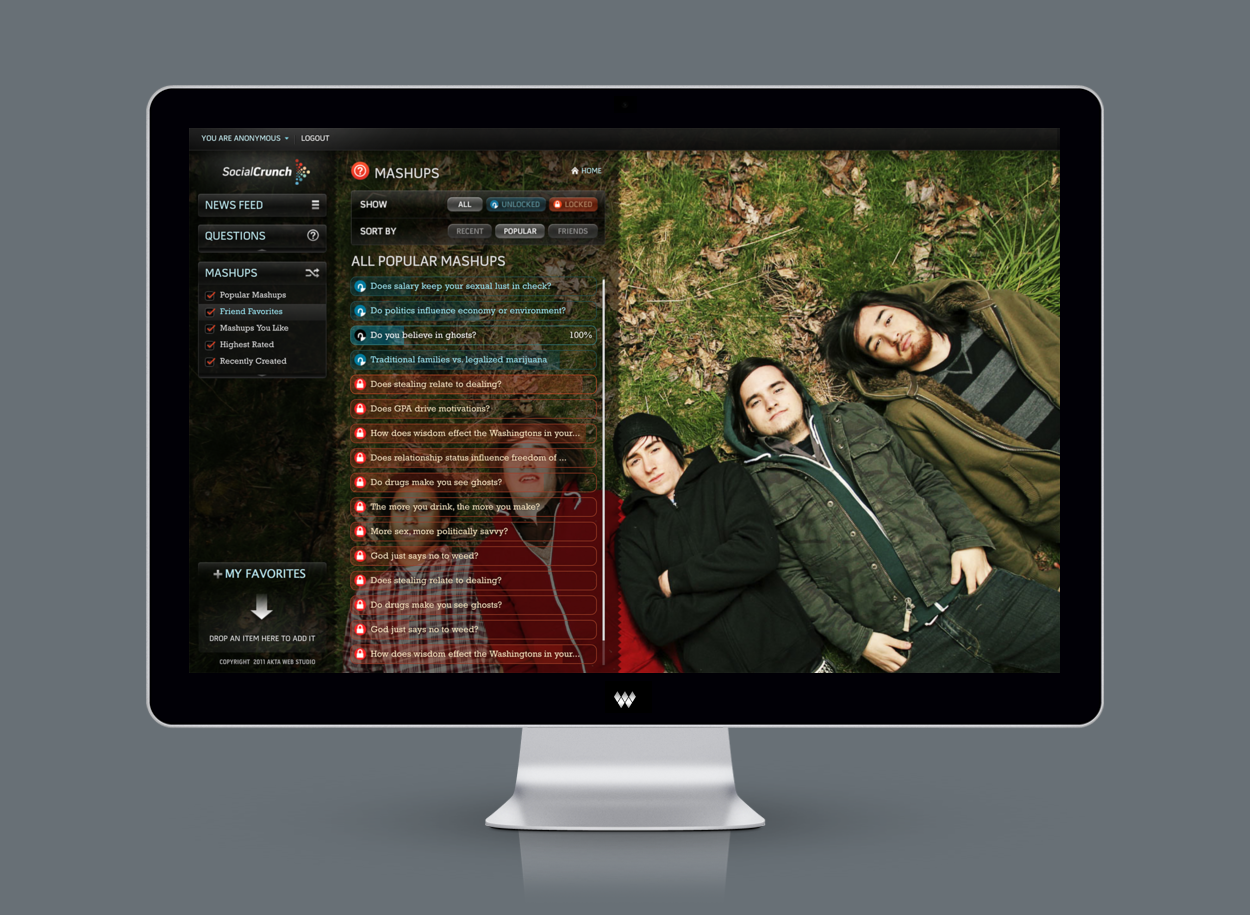 YOU ARE ANONYMOUS
LOGOUT
SocialCrunch
NEWS FEED
QUESTIONS
MASHUPS
Popular Mashups
Friend Favorites
Mashups You Like
Highest Rated
Recently Created
+ MY FAVORITES
DROP AN ITEM HERE TO ADD IT
COPYRIGHT 2011 AKTA WEB STUDIO
MASHUPS
HOME
SHOW
ALL
UNLOCKED
LOCKED
SORT BY
RECENT
POPULAR
FRIENDS
ALL POPULAR MASHUPS
Does salary keep your sexual lust in check?
Do politics influence economy or environment?
Do you believe in ghosts? 100%
Traditional families vs. legalized marijuana
Does stealing relate to dealing?
Does GPA drive motivations?
How does wisdom effect the Washingtons in your...
Does relationship status influence freedom of ...
Do drugs make you see ghosts?
The more you drink, the more you make?
More sex, more politically savvy?
God just says no to weed?
Does stealing relate to dealing?
Do drugs make you see ghosts?
God just says no to weed?
How does wisdom effect the Washingtons in your...